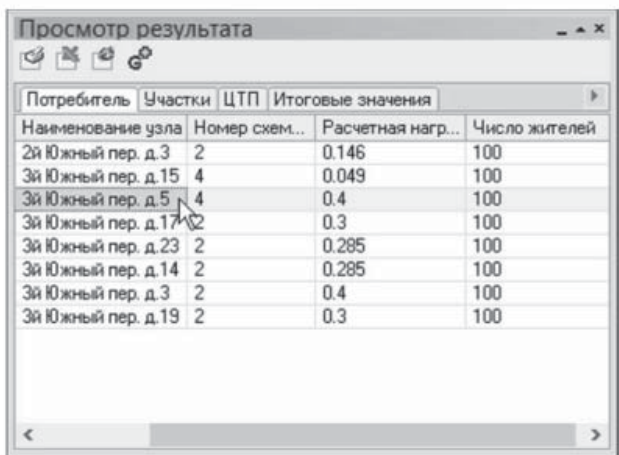 Просмотр результата
Потребитель Участки ЦТП Итоговые значения
Наименование узла Номер схем... Расчетная нагр... Число жителей
2й Южный пер. д.3 2 0.146 100
3й Южный пер. д.15 4 0.049 100
3й Южный пер. д.5 4 0.4 100
3й Южный пер. д.17 2 0.3 100
3й Южный пер. д.23 2 0.285 100
3й Южный пер. д.14 2 0.285 100
3й Южный пер. д.3 2 0.4 100
3й Южный пер. д.19 2 0.3 100